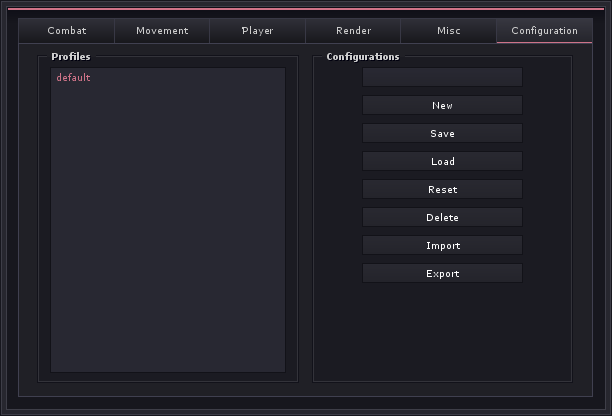 Combat Movement Player Render Misc Configuration
Profiles
default
Configurations
New
Save
Load
Reset
Delete
Import
Export